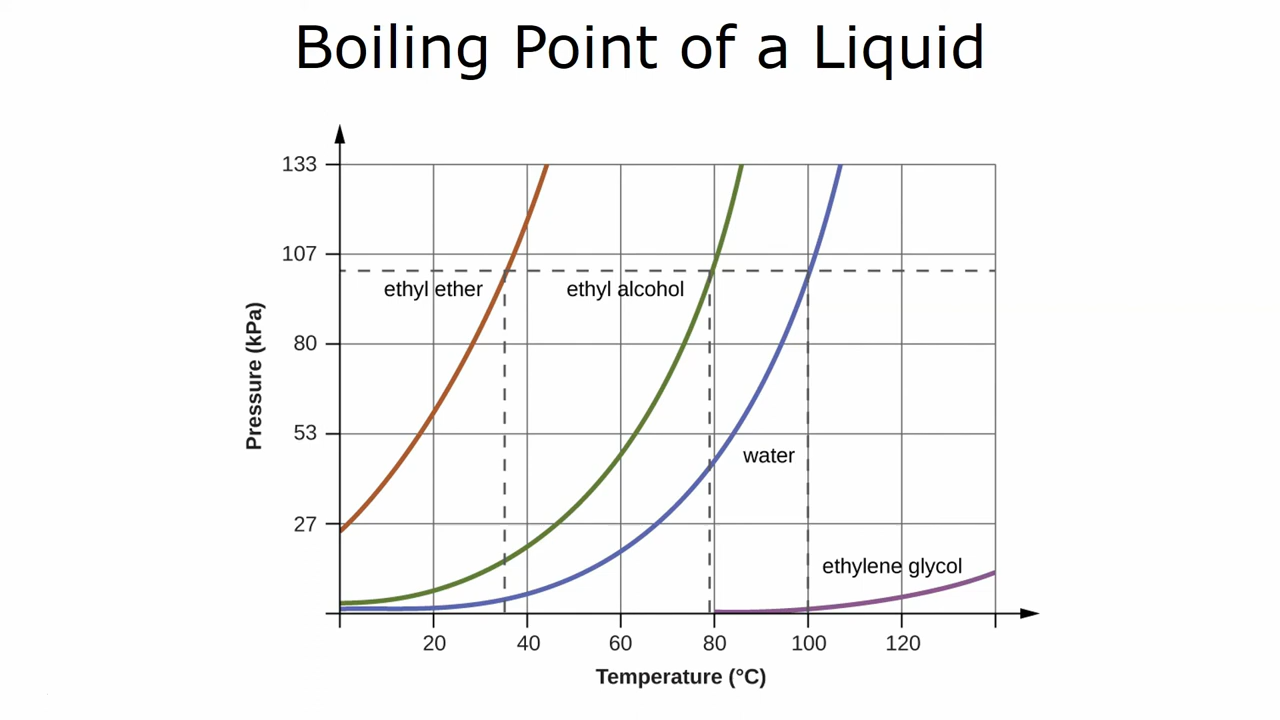 Boiling Point of a Liquid
133
107
ethyl ether
ethyl alcohol
80
Pressure (kPa)
53
water
27
ethylene glycol
20 40 60 80 100 120
Temperature (°C)